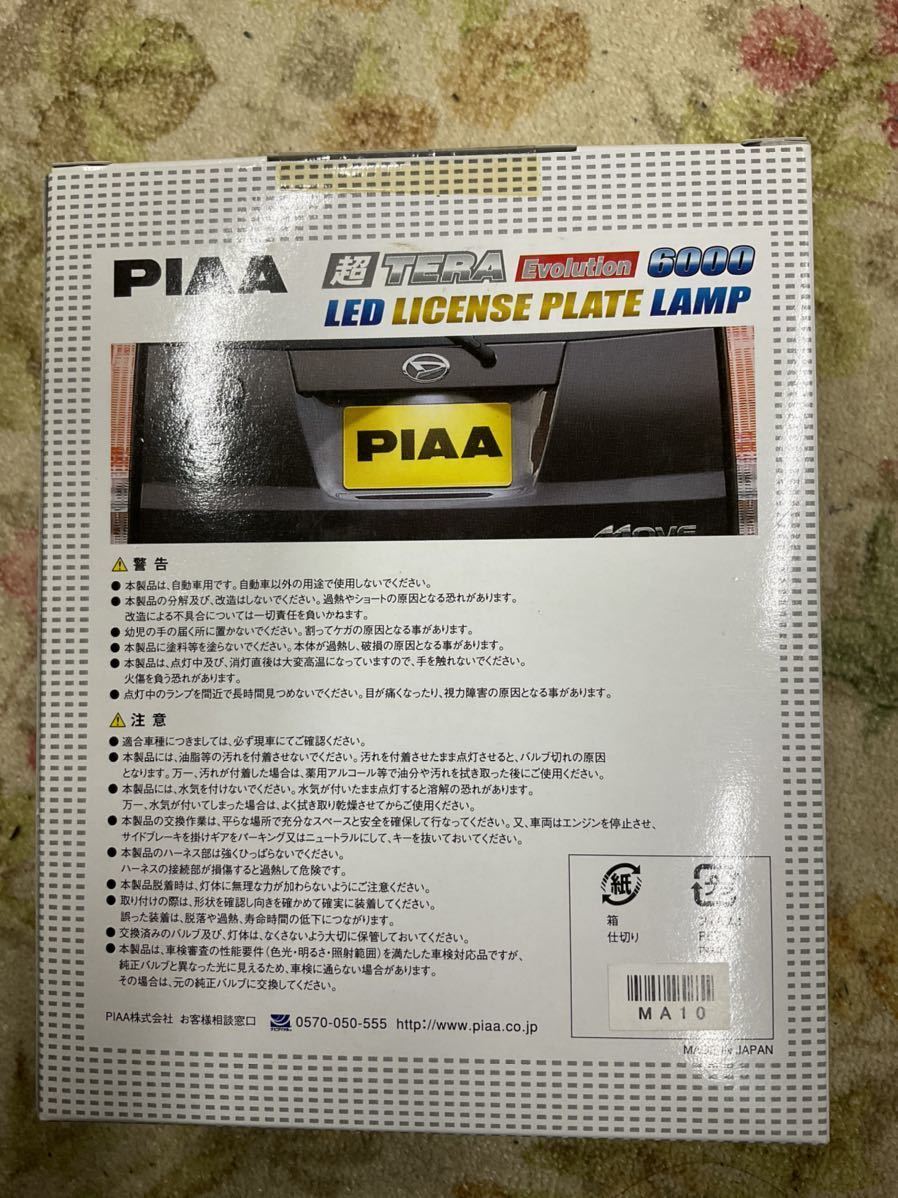 PIAA
超 TERA Evolution 6000
LED LICENSE PLATE LAMP
PIAA
MOVE
警告
● 本製品は、自動車用です。自動車以外の用途で使用しないでください。
● 本製品の分解及び、改造はしないでください。過熱やショートの原因となる恐れがあります。
改造による不具合については一切責任を負いかねます。
● 幼児の手の届く所に置かないでください。割ってケガの原因となる事があります。
● 本製品に塗料等を塗らないでください。本体が過熱し、破損の原因となる事があります。
● 本製品は、点灯中及び、消灯直後は大変高温になっていますので、手を触れないでください。
火傷を負う恐れがあります。
● 点灯中のランプを間近で長時間見つめないでください。目が痛くなったり、視力障害の原因となる事があります。
注意
● 適合車種につきましては、必ず現車にてご確認ください。
● 本製品には、油脂等の汚れを付着させないでください。汚れを付着させたまま点灯させると、バルブ切れの原因
となります。万一、汚れが付着した場合は、薬用アルコール等で油分や汚れを拭き取った後にご使用ください。
● 本製品には、水気を付けないでください。水気が付いたまま点灯すると溶解の恐れがあります。
万一、水気が付いてしまった場合は、よく拭き取り乾燥させてからご使用ください。
● 本製品の交換作業は、平らな場所で充分なスペースと安全を確保して行なってください。又、車両はエンジンを停止させ、
サイドブレーキを掛けギアをパーキング又はニュートラルにして、キーを抜いておいてください。
● 本製品のハーネス部は強くひっぱらないでください。
ハーネスの接続部が損傷すると過熱して危険です。
● 本製品脱着時は、灯体に無理な力が加わらないようにご注意ください。
● 取り付けの際は、形状を確認し向きを確かめて確実に装着してください。
誤った装着は、脱落や過熱、寿命時間の低下につながります。
● 交換済みのバルブ及び、灯体は、なくさないよう大切に保管しておいてください。
● 本製品は、車検審査の性能要件（色光・明るさ・照射範囲）を満たした車検対応品ですが、
純正バルブと異なった光に見えるため、車検に通らない場合があります。
その場合は、元の純正バルブに交換してください。
紙
箱
仕切り
プラ
MA10
PIAA株式会社 お客様相談窓口 0570-050-555 http://www.piaa.co.jp
MADE IN JAPAN